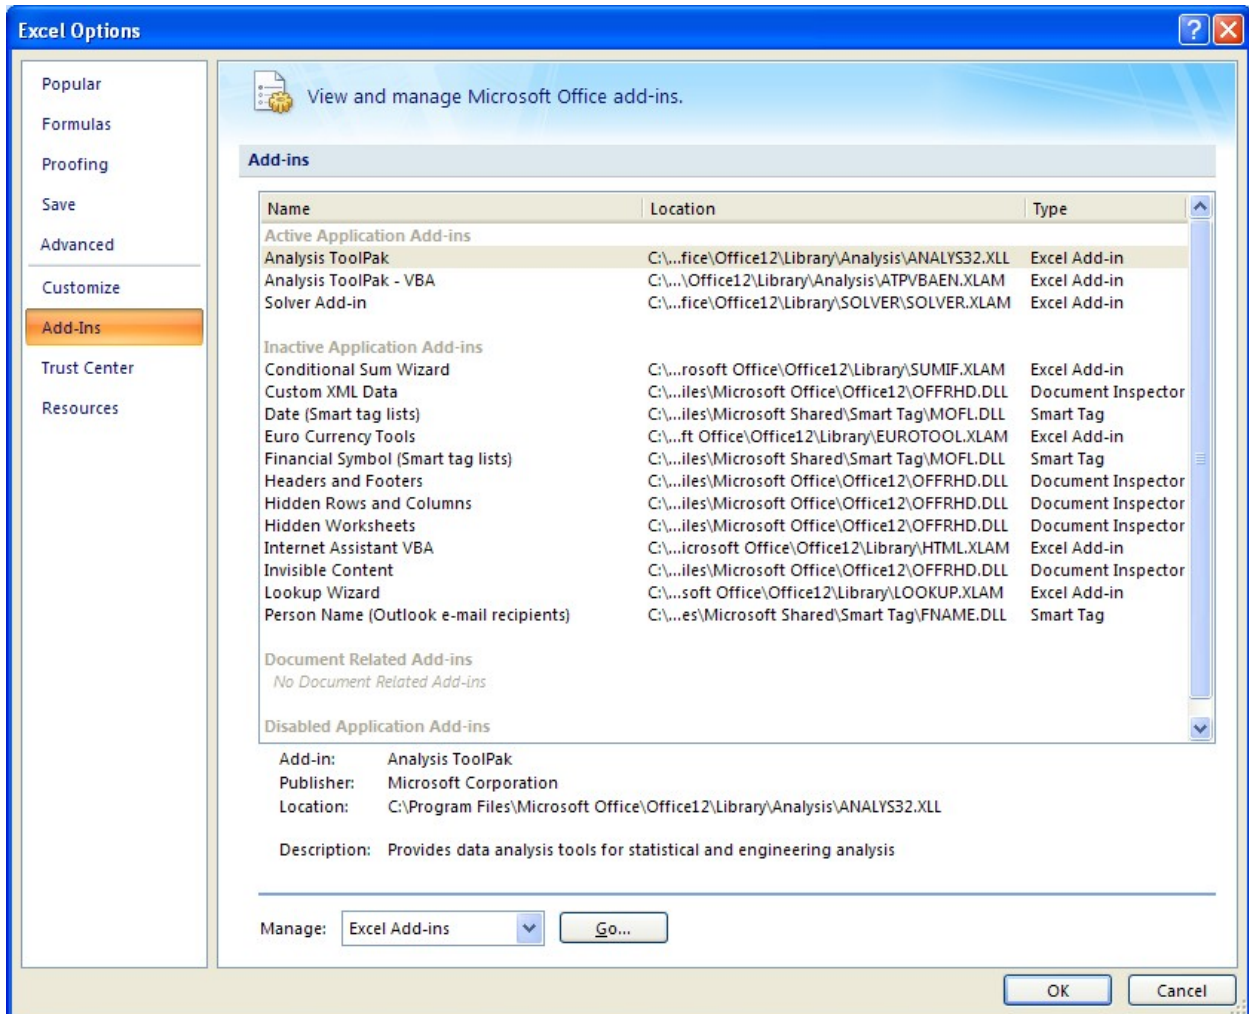 Excel Options
Popular
Formulas
Proofing
Save
Advanced
Customize
Add-Ins
Trust Center
Resources
View and manage Microsoft Office add-ins.
Add-ins
Name Location Type
Active Application Add-ins
Analysis ToolPak C:\...fice\Office12\Library\Analysis\ANALYS32.XLL Excel Add-in
Analysis ToolPak - VBA C:\...\Office12\Library\Analysis\ATPVBAEN.XLAM Excel Add-in
Solver Add-in C:\...fice\Office12\Library\SOLVER\SOLVER.XLAM Excel Add-in
Inactive Application Add-ins
Conditional Sum Wizard C:\...rosoft Office\Office12\Library\SUMIF.XLAM Excel Add-in
Custom XML Data C:\...iles\Microsoft Office\Office12\OFFRHD.DLL Document Inspector
Date (Smart tag lists) C:\...iles\Microsoft Shared\Smart Tag\MOFL.DLL Smart Tag
Euro Currency Tools C:\...ft Office\Office12\Library\EUROTOOL.XLAM Excel Add-in
Financial Symbol (Smart tag lists) C:\...iles\Microsoft Shared\Smart Tag\MOFL.DLL Smart Tag
Headers and Footers C:\...iles\Microsoft Office\Office12\OFFRHD.DLL Document Inspector
Hidden Rows and Columns C:\...iles\Microsoft Office\Office12\OFFRHD.DLL Document Inspector
Hidden Worksheets C:\...iles\Microsoft Office\Office12\OFFRHD.DLL Document Inspector
Internet Assistant VBA C:\...icrosoft Office\Office12\Library\HTML.XLAM Excel Add-in
Invisible Content C:\...iles\Microsoft Office\Office12\OFFRHD.DLL Document Inspector
Lookup Wizard C:\...soft Office\Office12\Library\LOOKUP.XLAM Excel Add-in
Person Name (Outlook e-mail recipients) C:\...es\Microsoft Shared\Smart Tag\FNAME.DLL Smart Tag
Document Related Add-ins
No Document Related Add-ins
Disabled Application Add-ins
Add-in: Analysis ToolPak
Publisher: Microsoft Corporation
Location: C:\Program Files\Microsoft Office\Office12\Library\Analysis\ANALYS32.XLL
Description: Provides data analysis tools for statistical and engineering analysis
Manage: Excel Add-ins Go...
OK Cancel